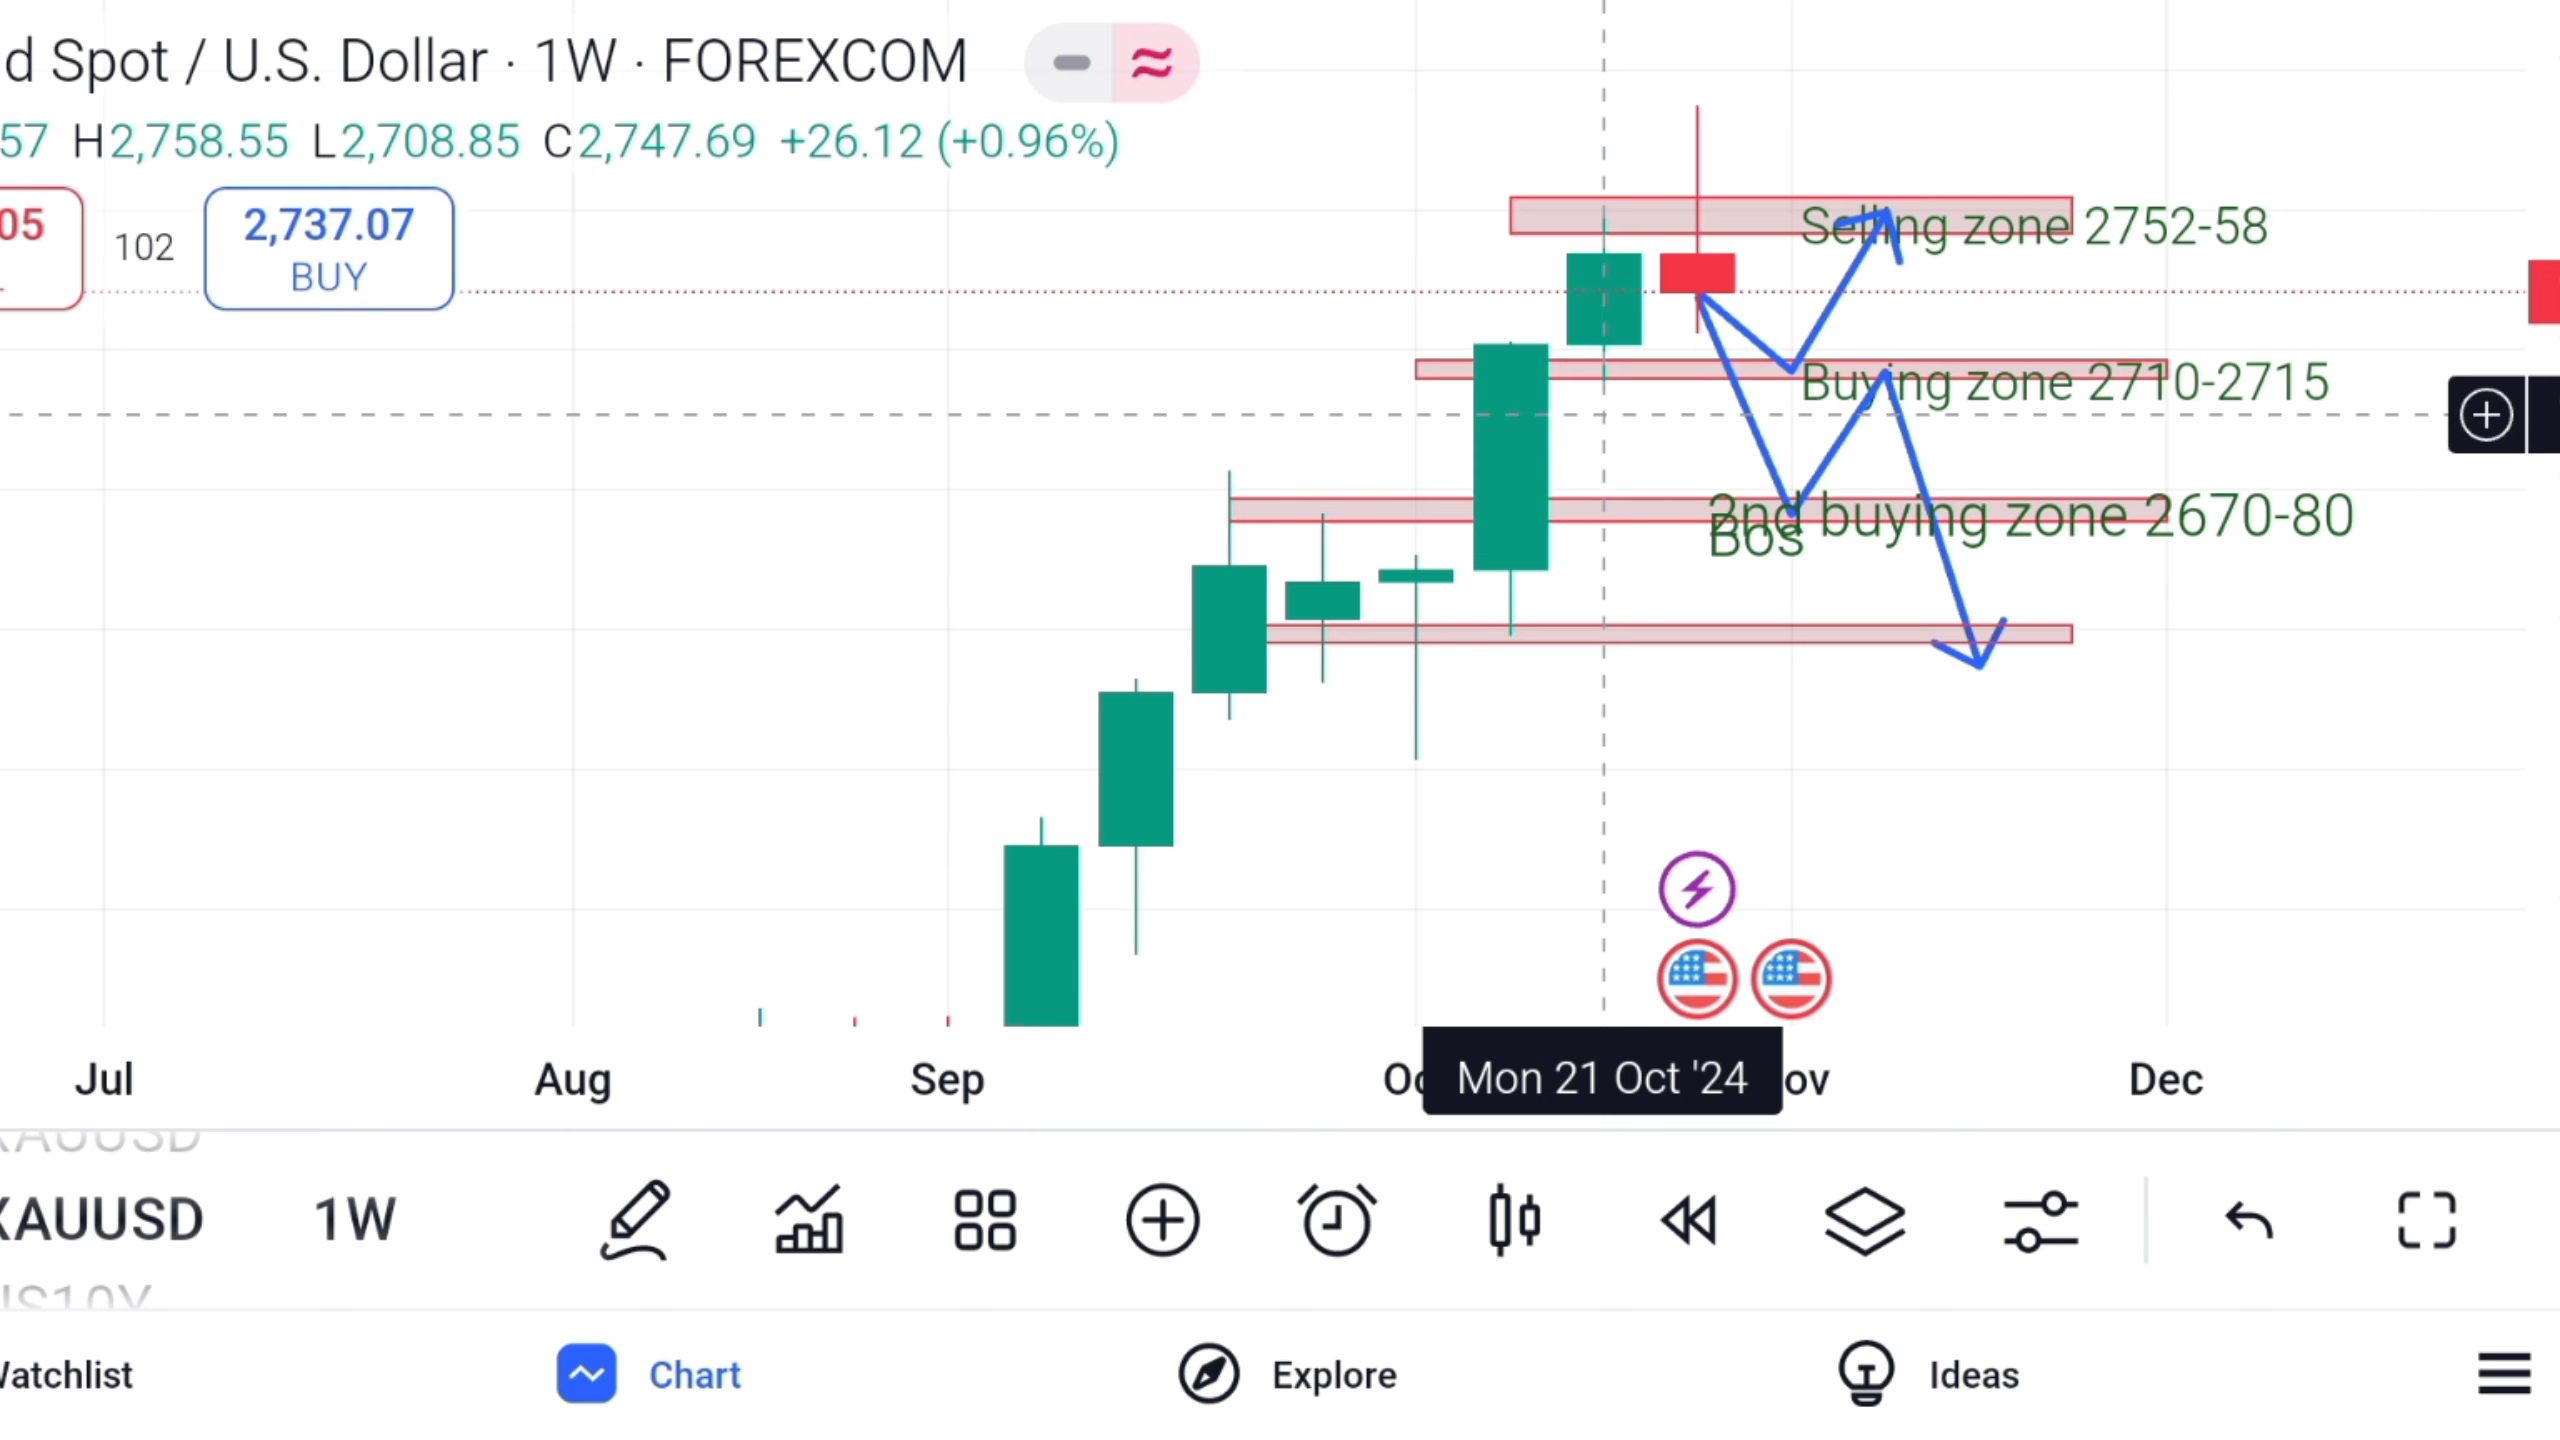 d Spot / U.S. Dollar · 1W · FOREXCOM
57 H2,758.55 L2,708.85 C2,747.69 +26.12 (+0.96%)
05 102 2,737.07
BUY
Selling zone 2752-58
Buying zone 2710-2715
2nd buying zone 2670-80
Bos
Jul Aug Sep Oc Mon 21 Oct '24 ov Dec
XAUUSD
XAUUSD 1W
US10Y
Watchlist Chart Explore Ideas